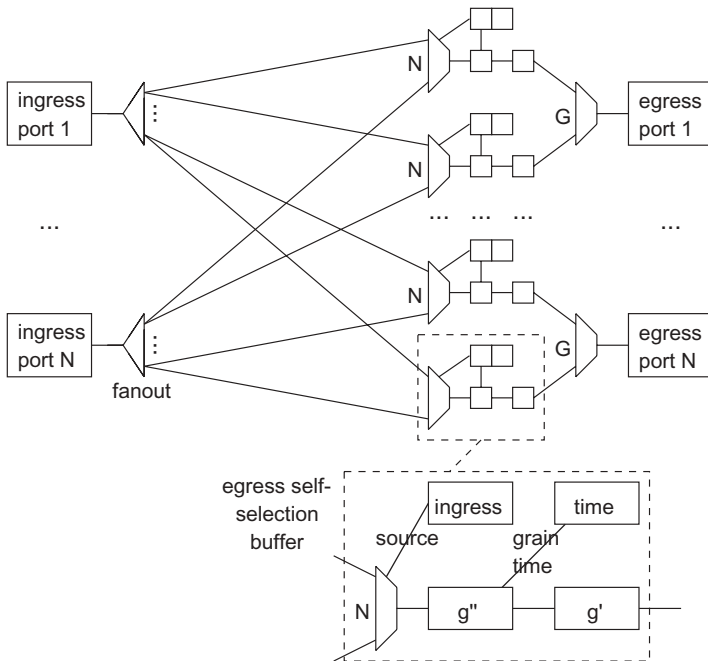 ingress
port 1
...
N
G
egress
port 1
N
...
... ... ...
...
N
ingress
port N
...
fanout
G
egress
port N
egress self-
selection
buffer
ingress
time
source
grain
time
N
g"
g'